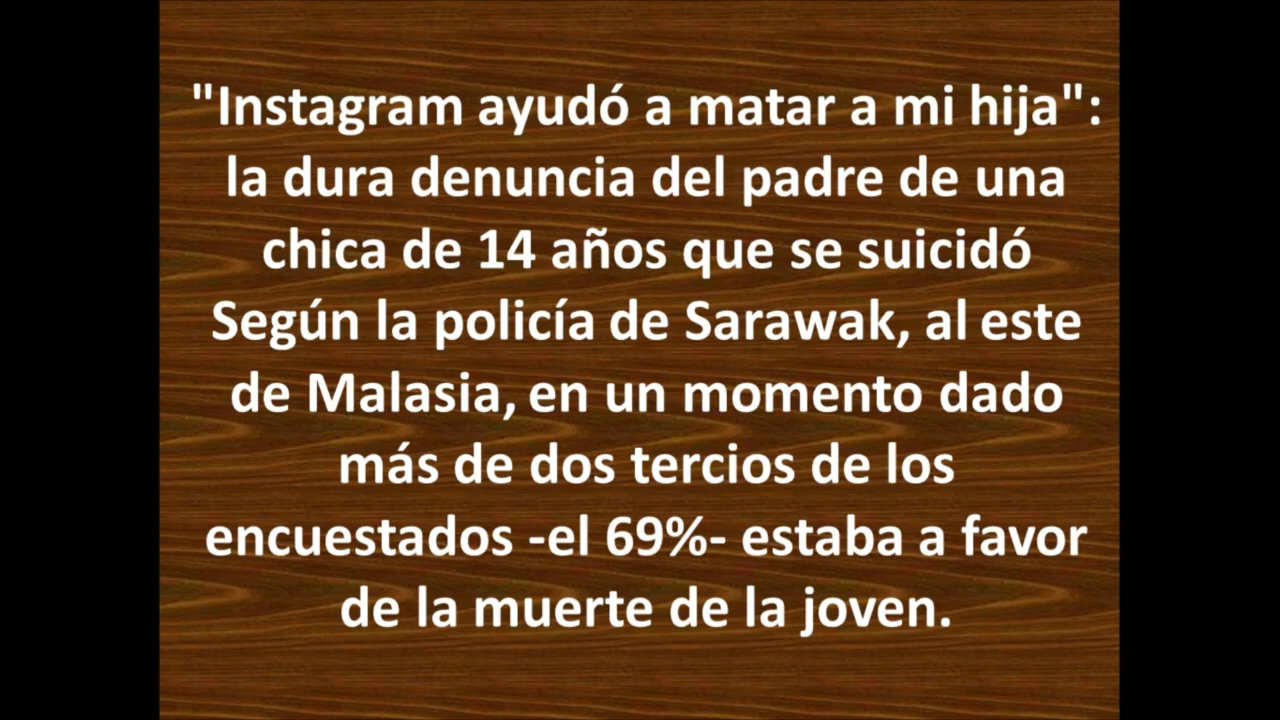 "Instagram ayudó a matar a mi hija":
la dura denuncia del padre de una
chica de 14 años que se suicidó
Según la policía de Sarawak, al este
de Malasia, en un momento dado
más de dos tercios de los
encuestados -el 69%- estaba a favor
de la muerte de la joven.